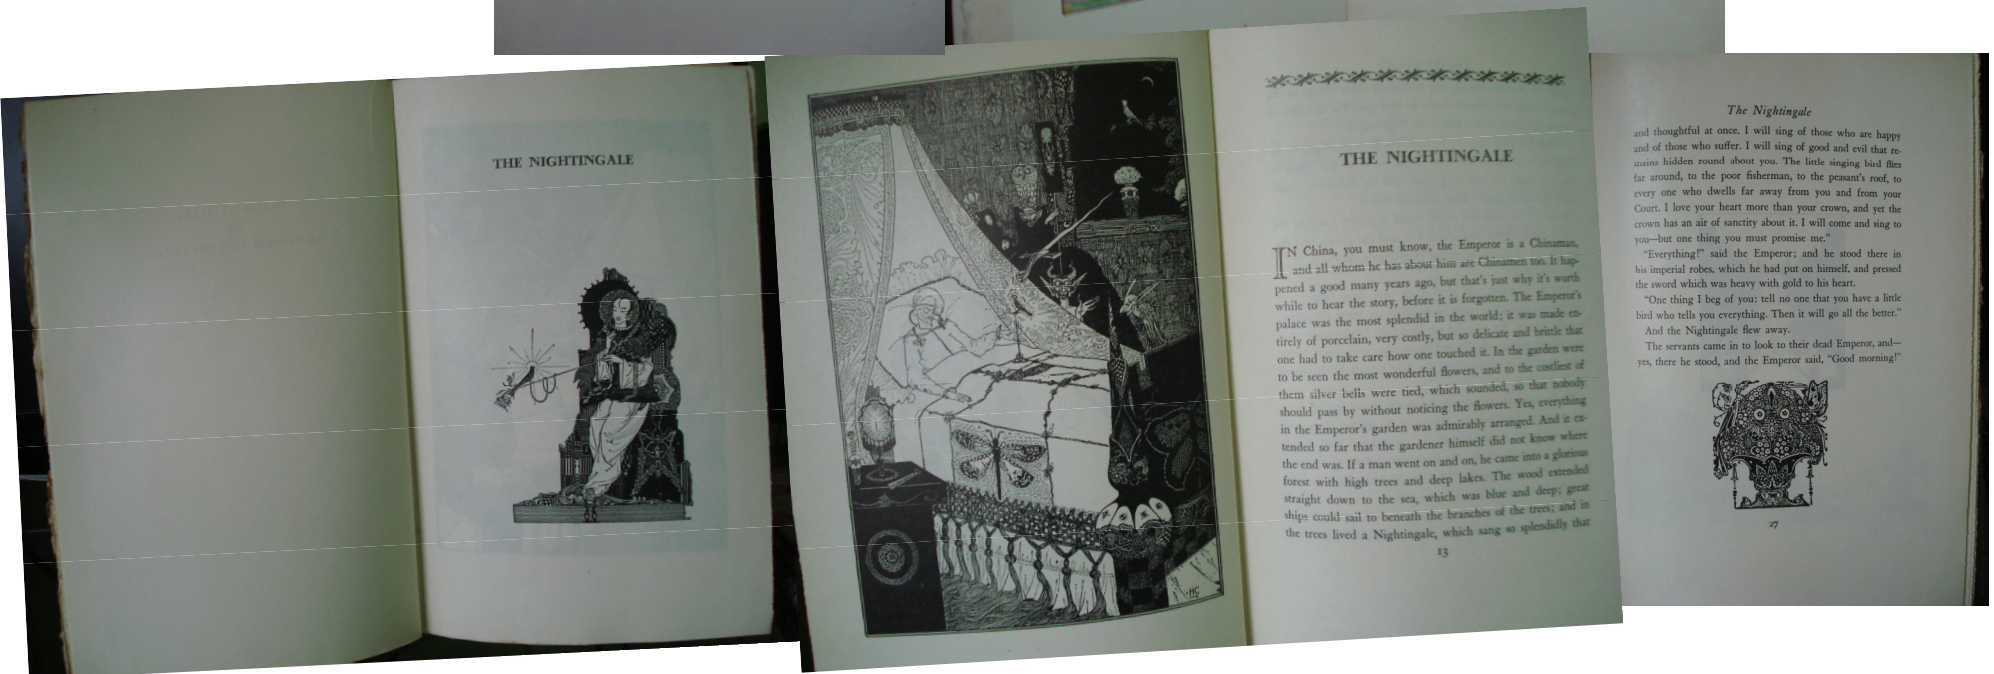 THE NIGHTINGALE
HC
THE NIGHTINGALE
IN China, you must know, the Emperor is a Chinaman,
and all whom he has about him are Chinamen too. It hap-
pened a good many years ago, but that's just why it's worth
while to hear the story, before it is forgotten. The Emperor's
palace was the most splendid in the world; it was made en-
tirely of porcelain, very costly, but so delicate and brittle that
one had to take care how one touched it. In the garden were
to be seen the most wonderful flowers, and to the costliest of
them silver bells were tied, which sounded, so that nobody
should pass by without noticing the flowers. Yes, everything
in the Emperor's garden was admirably arranged. And it ex-
tended so far that the gardener himself did not know where
the end was. If a man went on and on, he came into a glorious
forest with high trees and deep lakes. The wood extended
straight down to the sea, which was blue and deep; great
ships could sail to beneath the branches of the trees; and in
the trees lived a Nightingale, which sang so splendidly that
13
The Nightingale
and thoughtful at once. I will sing of those who are happy
and of those who suffer. I will sing of good and evil that re-
mains hidden round about you. The little singing bird flies
far around, to the poor fisherman, to the peasant's roof, to
every one who dwells far away from you and from your
Court. I love your heart more than your crown, and yet the
crown has an air of sanctity about it. I will come and sing to
you—but one thing you must promise me."
"Everything!" said the Emperor; and he stood there in
his imperial robes, which he had put on himself, and pressed
the sword which was heavy with gold to his heart.
"One thing I beg of you: tell no one that you have a little
bird who tells you everything. Then it will go all the better."
And the Nightingale flew away.
The servants came in to look to their dead Emperor, and—
yes, there he stood, and the Emperor said, "Good morning!"
27